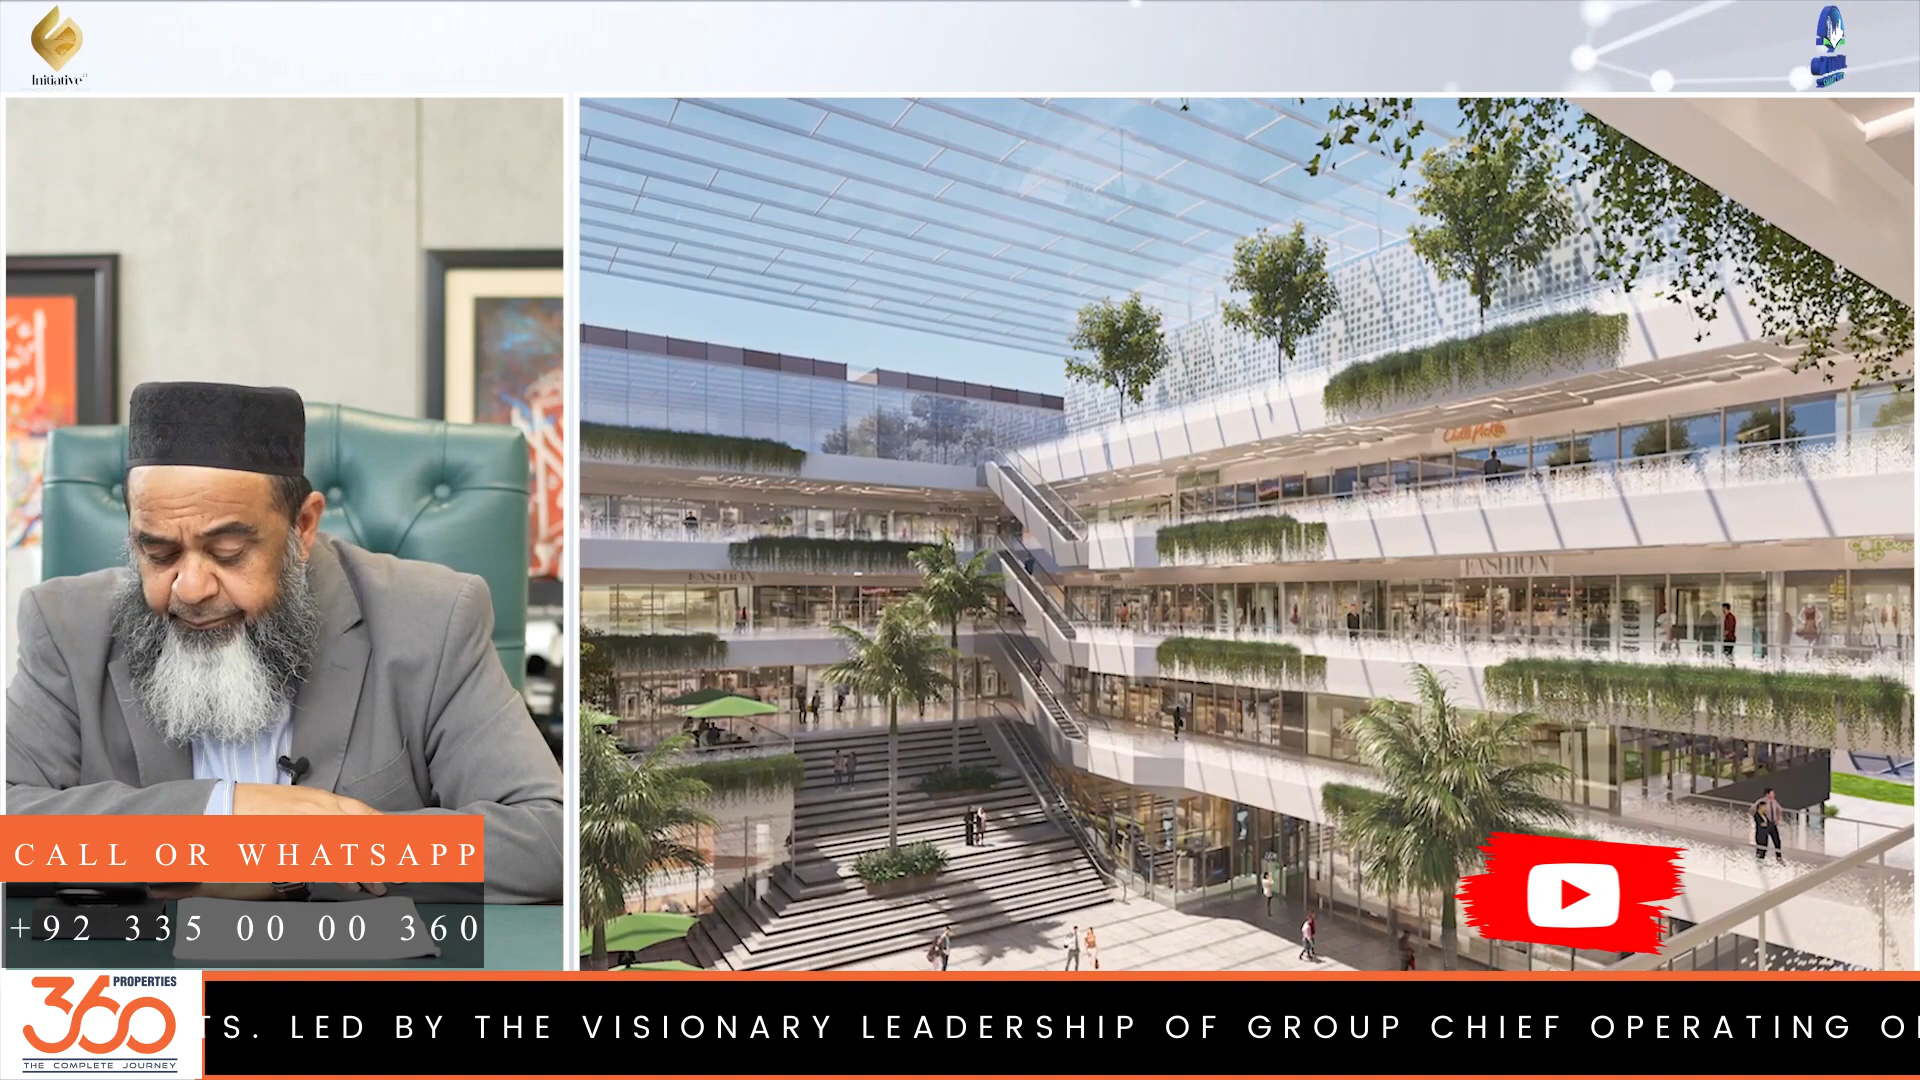 Initiative
FASHION
FASHION
CALL OR WHATSAPP
+92 335 00 00 360
360 PROPERTIES
THE COMPLETE JOURNEY
TS. LED BY THE VISIONARY LEADERSHIP OF GROUP CHIEF OPERATING O